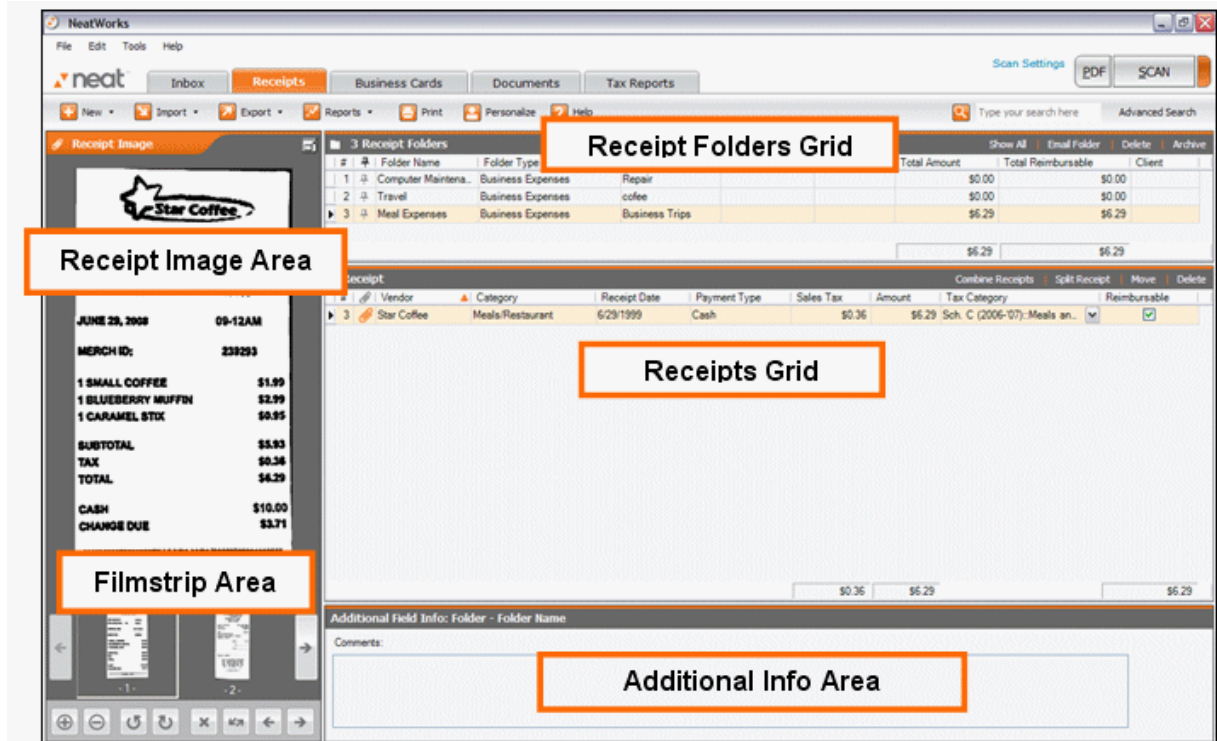 NeatWorks
File Edit Tools Help
neat Inbox Receipts Business Cards Documents Tax Reports Scan Settings PDF SCAN
New Import Export Reports Print Personalize Help Type your search here Advanced Search
Receipt Image
Star Coffee
Receipt Image Area
JUNE 29, 2008 09-12AM
MERCH ID: 239293
1 SMALL COFFEE $1.99
1 BLUEBERRY MUFFIN $2.99
1 CARAMEL STIX $0.95
SUBTOTAL $5.93
TAX $0.36
TOTAL $6.29
CASH $10.00
CHANGE DUE $3.71
Filmstrip Area
-1- -2-
3 Receipt Folders Show All Email Folder Delete Archive
Receipt Folders Grid
# Folder Name Folder Type Total Amount Total Reimbursable Client
1 Computer Maintena... Business Expenses Repair $0.00 $0.00
2 Travel Business Expenses cofee $0.00 $0.00
3 Meal Expenses Business Expenses Business Trips $6.29 $6.29
$6.29 $6.29
Receipt Combine Receipts Split Receipt Move Delete
# Vendor Category Receipt Date Payment Type Sales Tax Amount Tax Category Reimbursable
3 Star Coffee Meals/Restaurant 6/29/1999 Cash $0.36 $6.29 Sch. C (2006-'07)::Meals an...
Receipts Grid
$0.36 $6.29 $6.29
Additional Field Info: Folder - Folder Name
Comments:
Additional Info Area